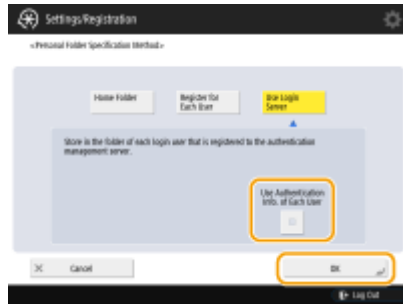 Settings/Registration
<Personal Folder Specification Method>
Home Folder
Register for
Each User
Use Login
Server
Store in the folder of each login user that is registered to the authentication
management server.
Use Authentication
Info. of Each User
Cancel
OK
Log Out